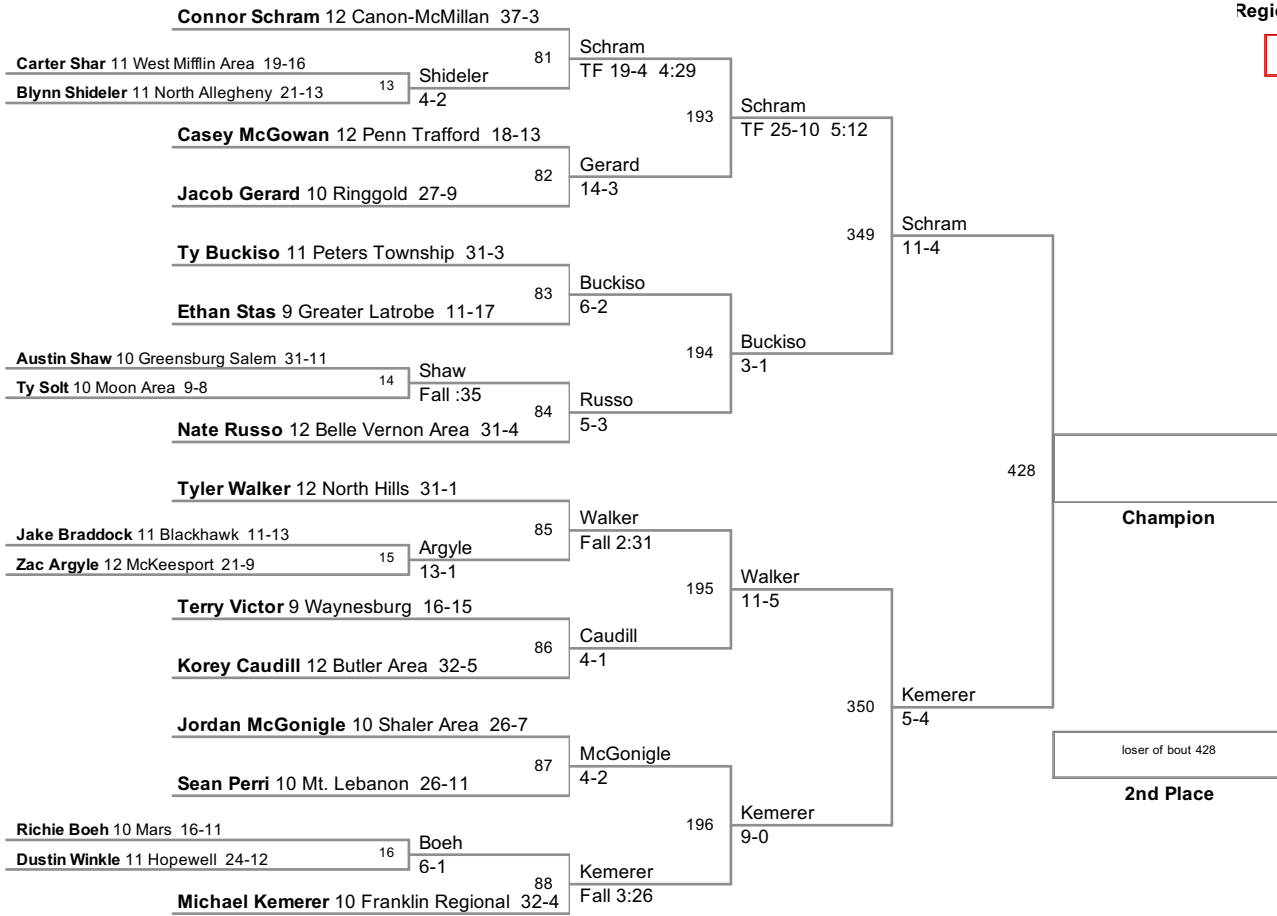 Connor Schram 12 Canon-McMillan 37-3
Regi
81
Schram
TF 19-4 4:29
Carter Shar 11 West Mifflin Area 19-16
13
Shideler
4-2
Blynn Shideler 11 North Allegheny 21-13
193
Schram
TF 25-10 5:12
Casey McGowan 12 Penn Trafford 18-13
82
Gerard
14-3
Jacob Gerard 10 Ringgold 27-9
349
Schram
11-4
Ty Buckiso 11 Peters Township 31-3
83
Buckiso
6-2
Ethan Stas 9 Greater Latrobe 11-17
194
Buckiso
3-1
Austin Shaw 10 Greensburg Salem 31-11
14
Shaw
Fall :35
Ty Solt 10 Moon Area 9-8
84
Russo
5-3
Nate Russo 12 Belle Vernon Area 31-4
428
Champion
Tyler Walker 12 North Hills 31-1
85
Walker
Fall 2:31
Jake Braddock 11 Blackhawk 11-13
15
Argyle
13-1
Zac Argyle 12 McKeesport 21-9
195
Walker
11-5
Terry Victor 9 Waynesburg 16-15
86
Caudill
4-1
Korey Caudill 12 Butler Area 32-5
350
Kemerer
5-4
Jordan McGonigle 10 Shaler Area 26-7
87
McGonigle
4-2
Sean Perri 10 Mt. Lebanon 26-11
loser of bout 428
2nd Place
196
Kemerer
9-0
Richie Boeh 10 Mars 16-11
16
Boeh
6-1
Dustin Winkle 11 Hopewell 24-12
88
Kemerer
Fall 3:26
Michael Kemerer 10 Franklin Regional 32-4